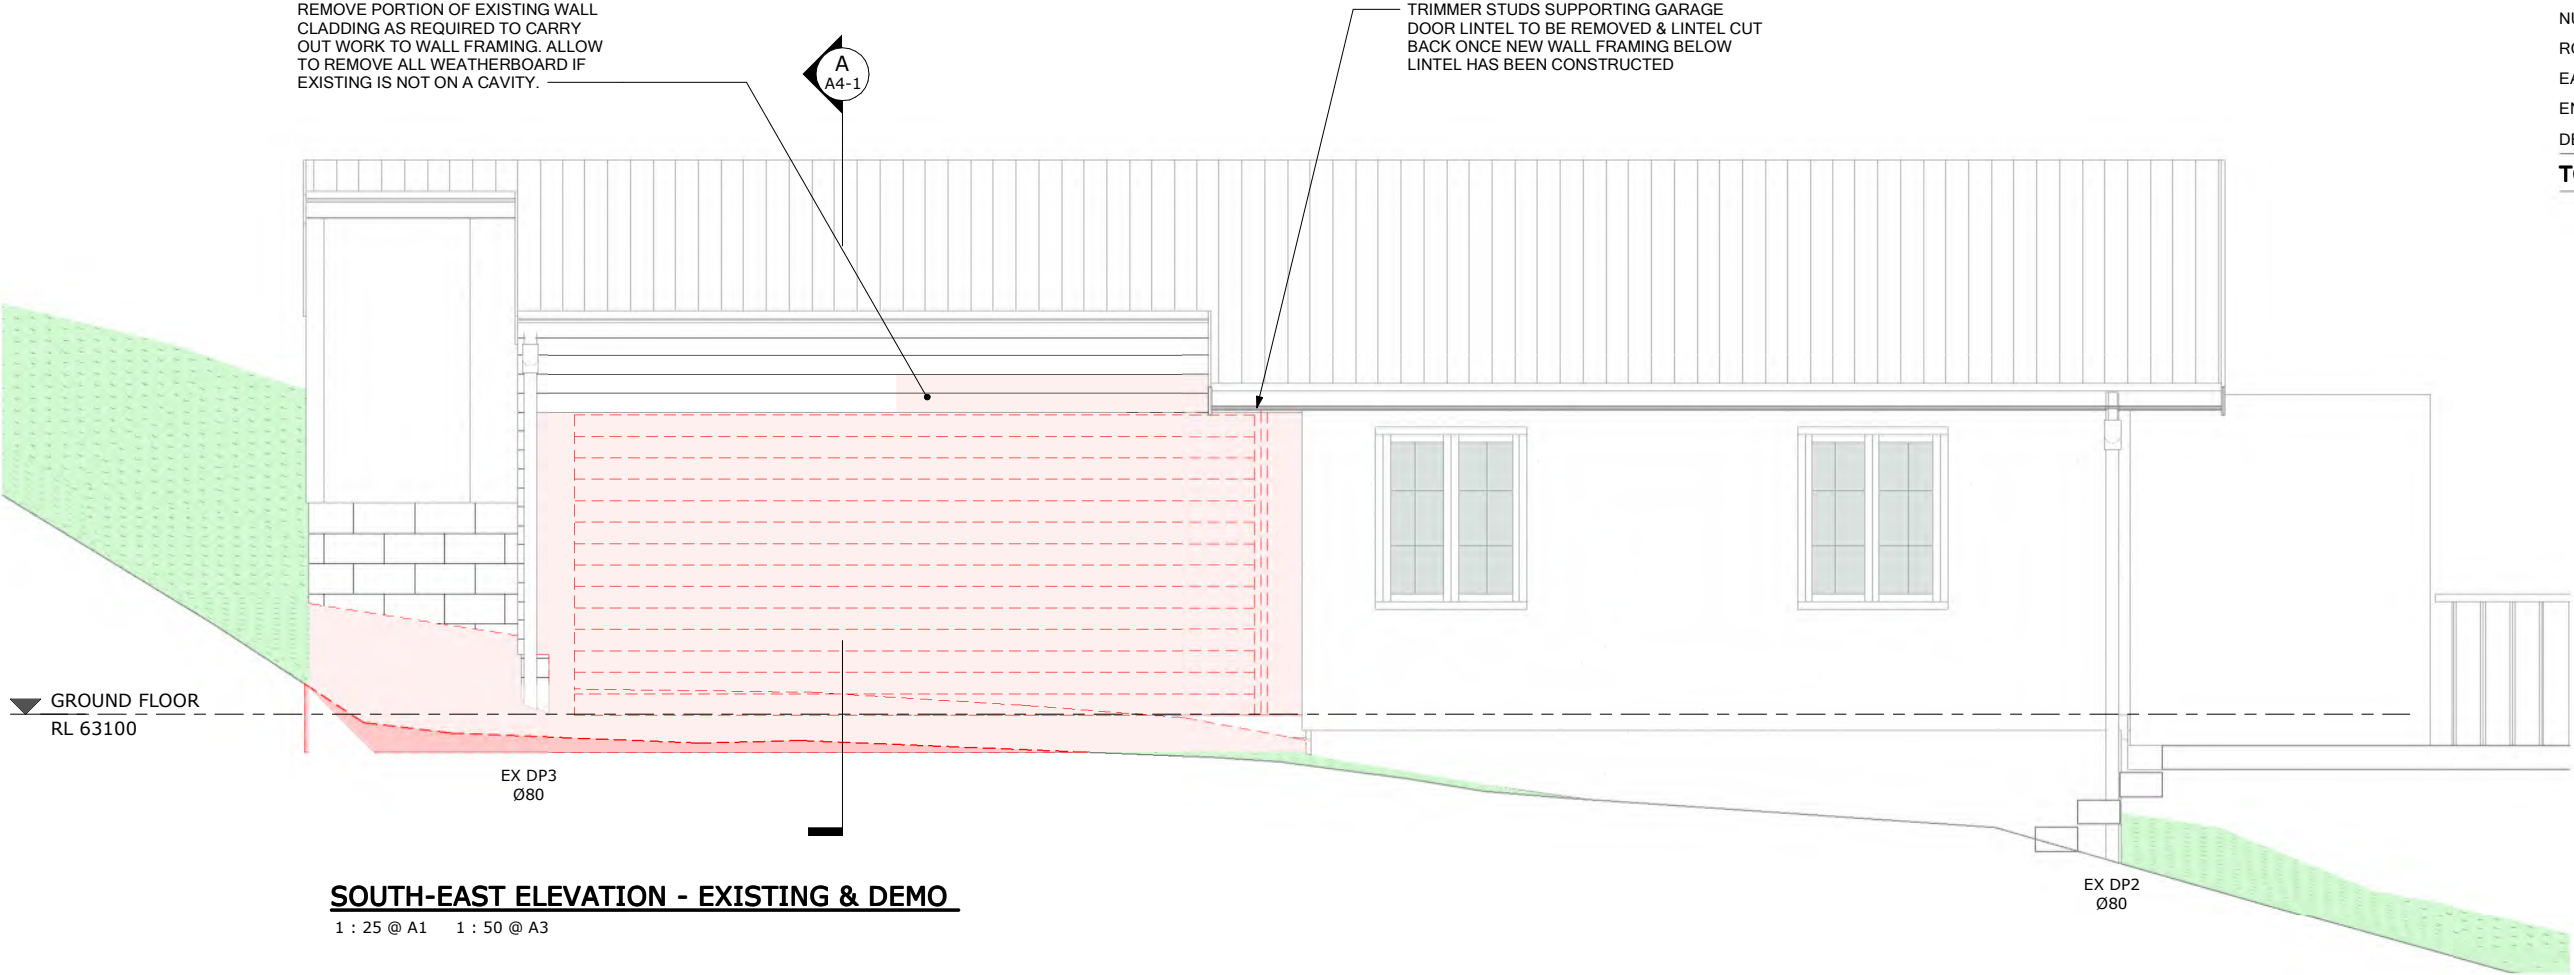 REMOVE PORTION OF EXISTING WALL
CLADDING AS REQUIRED TO CARRY
OUT WORK TO WALL FRAMING. ALLOW
TO REMOVE ALL WEATHERBOARD IF
EXISTING IS NOT ON A CAVITY.
A
A4-1
TRIMMER STUDS SUPPORTING GARAGE
DOOR LINTEL TO BE REMOVED & LINTEL CUT
BACK ONCE NEW WALL FRAMING BELOW
LINTEL HAS BEEN CONSTRUCTED
GROUND FLOOR
RL 63100
EX DP3
Ø80
EX DP2
Ø80
SOUTH-EAST ELEVATION - EXISTING & DEMO
1 : 25 @ A1 1 : 50 @ A3